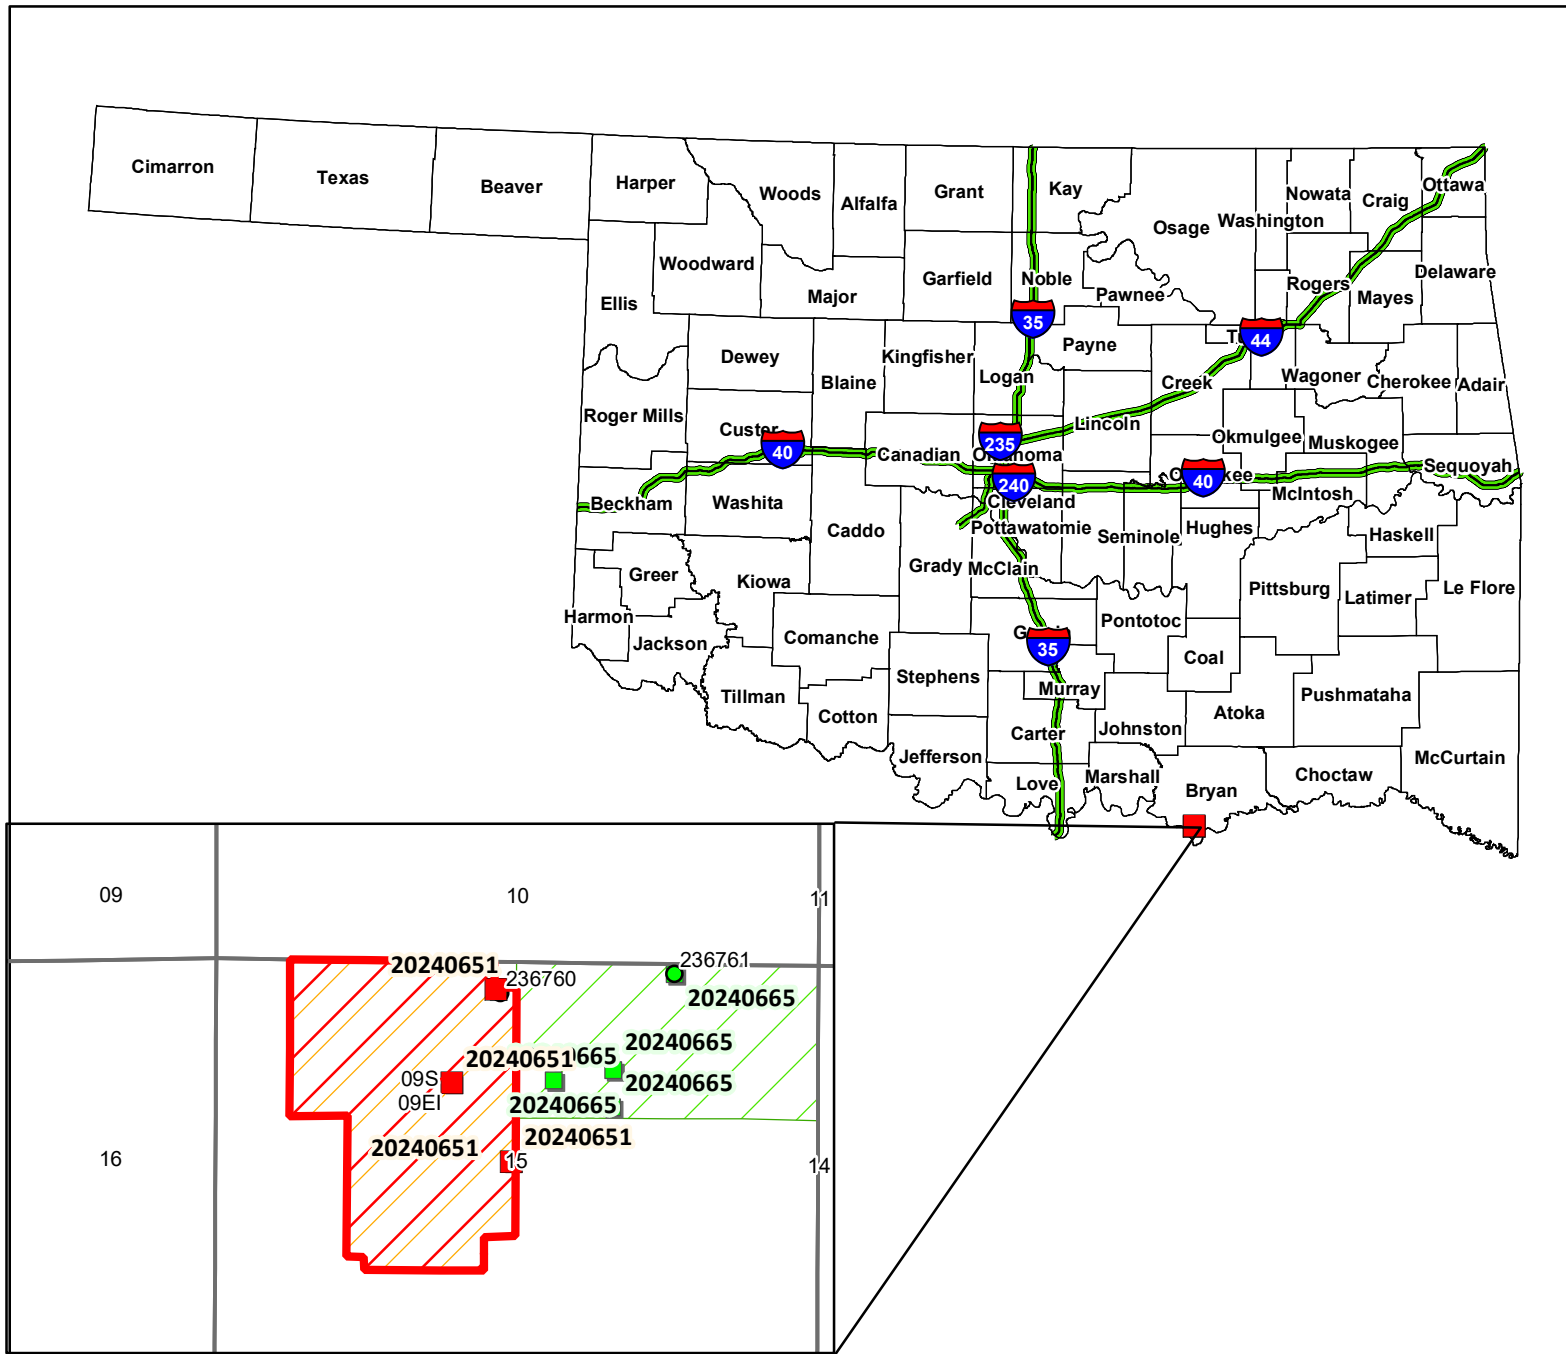 Cimarron
Texas
Beaver
Harper
Woods
Alfalfa
Grant
Kay
Osage
Washington
Nowata
Craig
Ottawa
Woodward
Ellis
Major
Garfield
Noble
Pawnee
Rogers
Mayes
Delaware
35
44
Dewey
Blaine
Kingfisher
Logan
Payne
Creek
Wagoner
Cherokee
Adair
Roger Mills
Custer
40
Canadian
235
Lincoln
Okmulgee
Muskogee
Sequoyah
Beckham
Washita
240
Cleveland
40
McIntosh
Caddo
Pottawatomie
Seminole
Hughes
Haskell
Greer
Kiowa
Grady
McClain
Pittsburg
Latimer
Le Flore
Harmon
Jackson
Comanche
35
Pontotoc
Coal
Tillman
Stephens
Murray
Cotton
Carter
Johnston
Atoka
Pushmataha
Jefferson
Love
Marshall
Bryan
Choctaw
McCurtain
09
10
11
20240651
236760
236761
20240665
20240665
20240651
665
20240665
09S
09EI
20240665
20240651
20240651
16
15
14